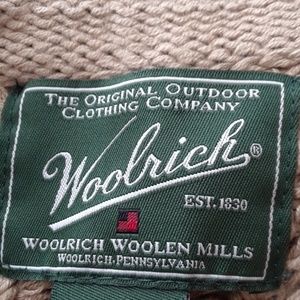 THE ORIGINAL OUTDOOR
CLOTHING COMPANY
Woolrich®
EST. 1830
WOOLRICH WOOLEN MILLS
WOOLRICH, PENNSYLVANIA